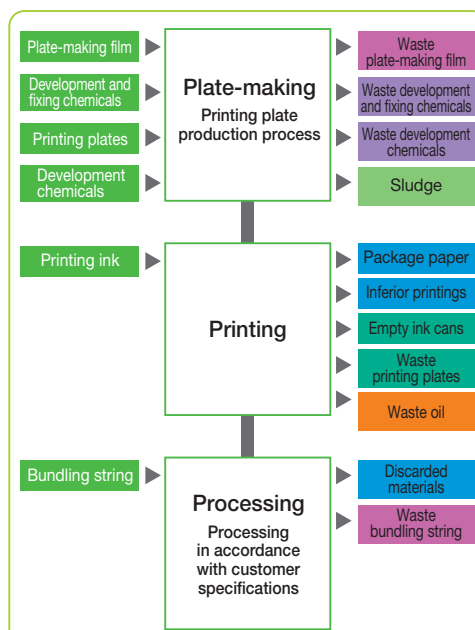 Plate-making film
Development and
fixing chemicals
Printing plates
Development
chemicals
Plate-making
Printing plate
production process
Waste
plate-making film
Waste development
and fixing chemicals
Waste development
chemicals
Sludge
Printing ink
Printing
Package paper
Inferior printings
Empty ink cans
Waste
printing plates
Waste oil
Bundling string
Processing
Processing
in accordance
with customer
specifications
Discarded
materials
Waste
bundling string